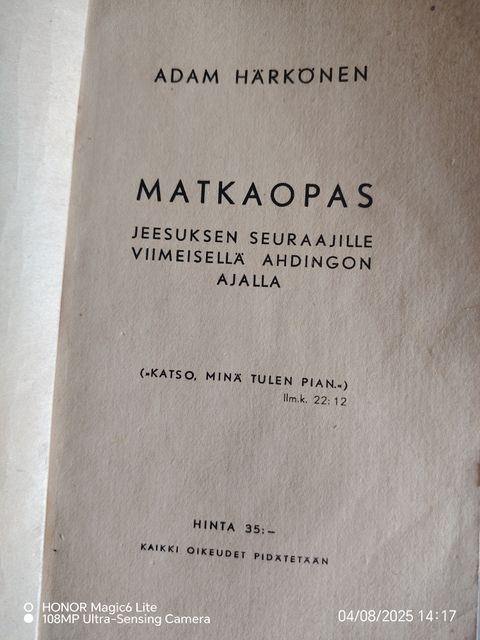 ADAM HÄRKÖNEN
MATKAOPAS
JEESUKSEN SEURAAJILLE
VIIMEISELLÄ AHDINGON
AJALLA
(»KATSO, MINÄ TULEN PIAN.»)
Ilm.k. 22:12
HINTA 35:—
KAIKKI OIKEUDET PIDÄTETÄÄN
HONOR Magic6 Lite
108MP Ultra-Sensing Camera
04/08/2025 14:17